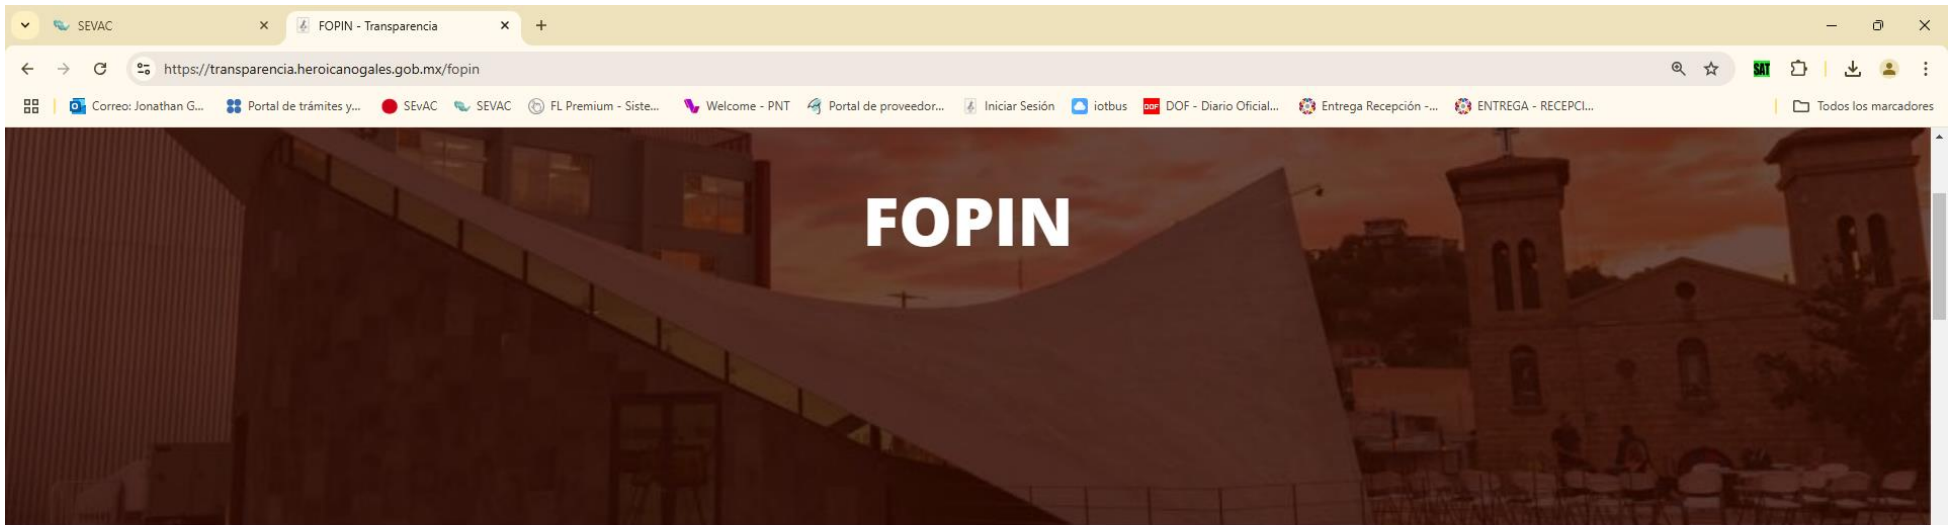 SEVAC
FOPIN - Transparencia
https://transparencia.heroicanogales.gob.mx/fopin
SAT
Correo: Jonathan G...
Portal de trámites y...
SEvAC
SEVAC
FL Premium - Siste...
Welcome - PNT
Portal de proveedor...
Iniciar Sesión
iotbus
DOF
DOF - Diario Oficial...
Entrega Recepción -...
ENTREGA - RECEPCI...
Todos los marcadores
FOPIN